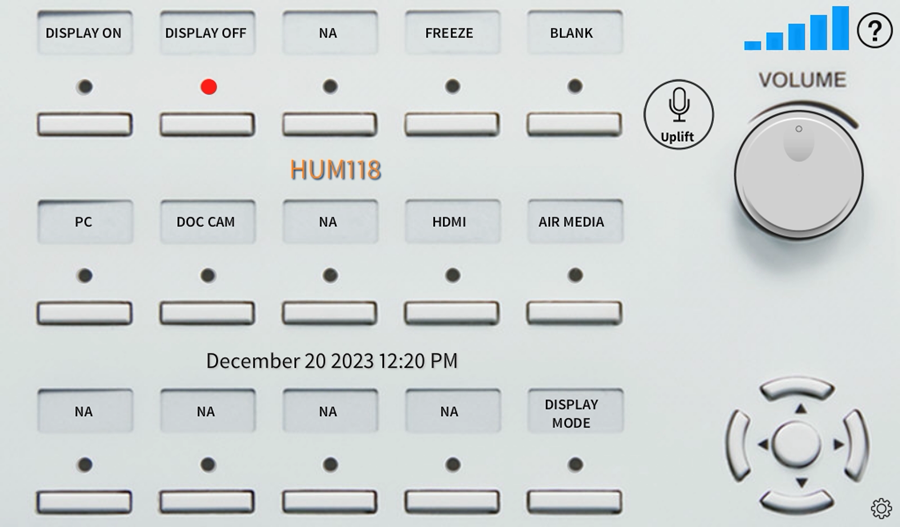 DISPLAY ON
DISPLAY OFF
NA
FREEZE
BLANK
?
VOLUME
Uplift
HUM118
PC
DOC CAM
NA
HDMI
AIR MEDIA
December 20 2023 12:20 PM
NA
NA
NA
NA
DISPLAY
MODE